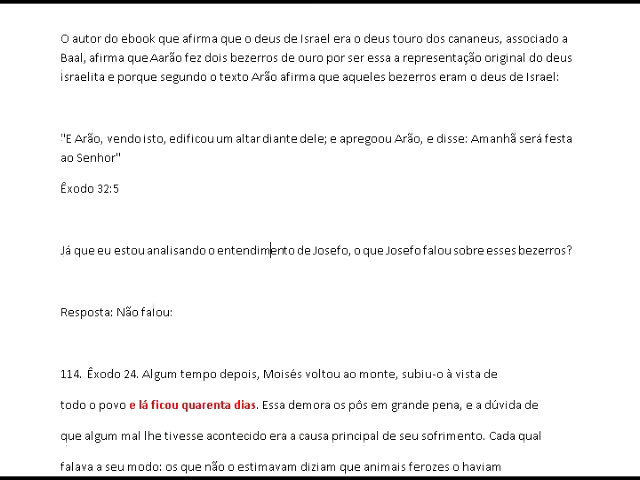 O autor do ebook que afirma que o deus de Israel era o deus touro dos cananeus, associado a
Baal, afirma que Aarão fez dois bezerros de ouro por ser essa a representação original do deus
israelita e porque segundo o texto Arão afirma que aqueles bezerros eram o deus de Israel:
"E Arão, vendo isto, edificou um altar diante dele; e apregoou Arão, e disse: Amanhã será festa
ao Senhor"
Êxodo 32:5
Já que eu estou analisando o entendimento de Josefo, o que Josefo falou sobre esses bezerros?
Resposta: Não falou:
114. Êxodo 24. Algum tempo depois, Moisés voltou ao monte, subiu-o à vista de
todo o povo e lá ficou quarenta dias. Essa demora os pôs em grande pena, e a dúvida de
que algum mal lhe tivesse acontecido era a causa principal de seu sofrimento. Cada qual
falava a seu modo: os que não o estimavam diziam que animais ferozes o haviam